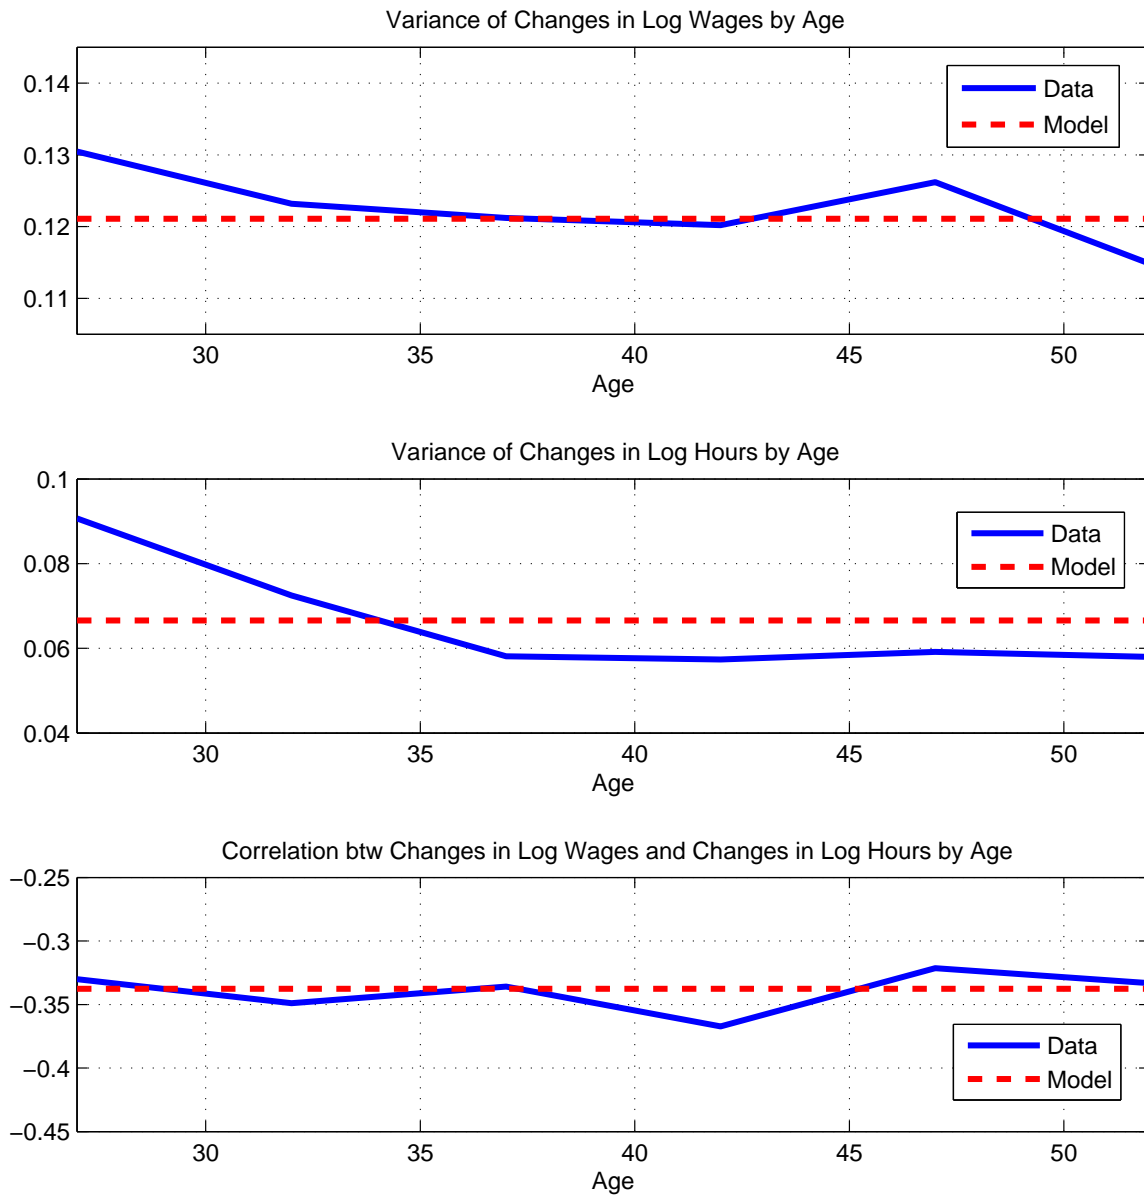 Variance of Changes in Log Wages by Age
0.14
0.13
0.12
0.11
Data
Model
30 35 40 45 50
Age
Variance of Changes in Log Hours by Age
0.1
0.08
0.06
0.04
Data
Model
30 35 40 45 50
Age
Correlation btw Changes in Log Wages and Changes in Log Hours by Age
−0.25
−0.3
−0.35
−0.4
−0.45
Data
Model
30 35 40 45 50
Age